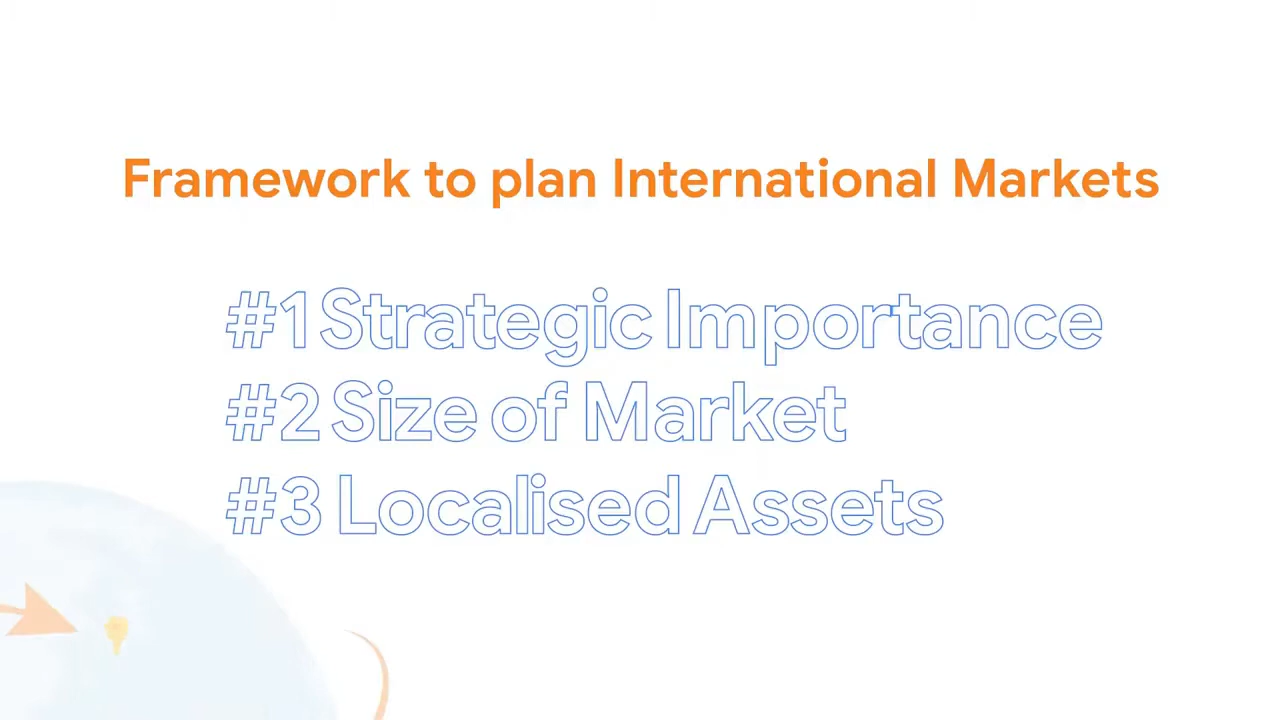 Framework to plan International Markets
#1 Strategic Importance
#2 Size of Market
#3 Localised Assets